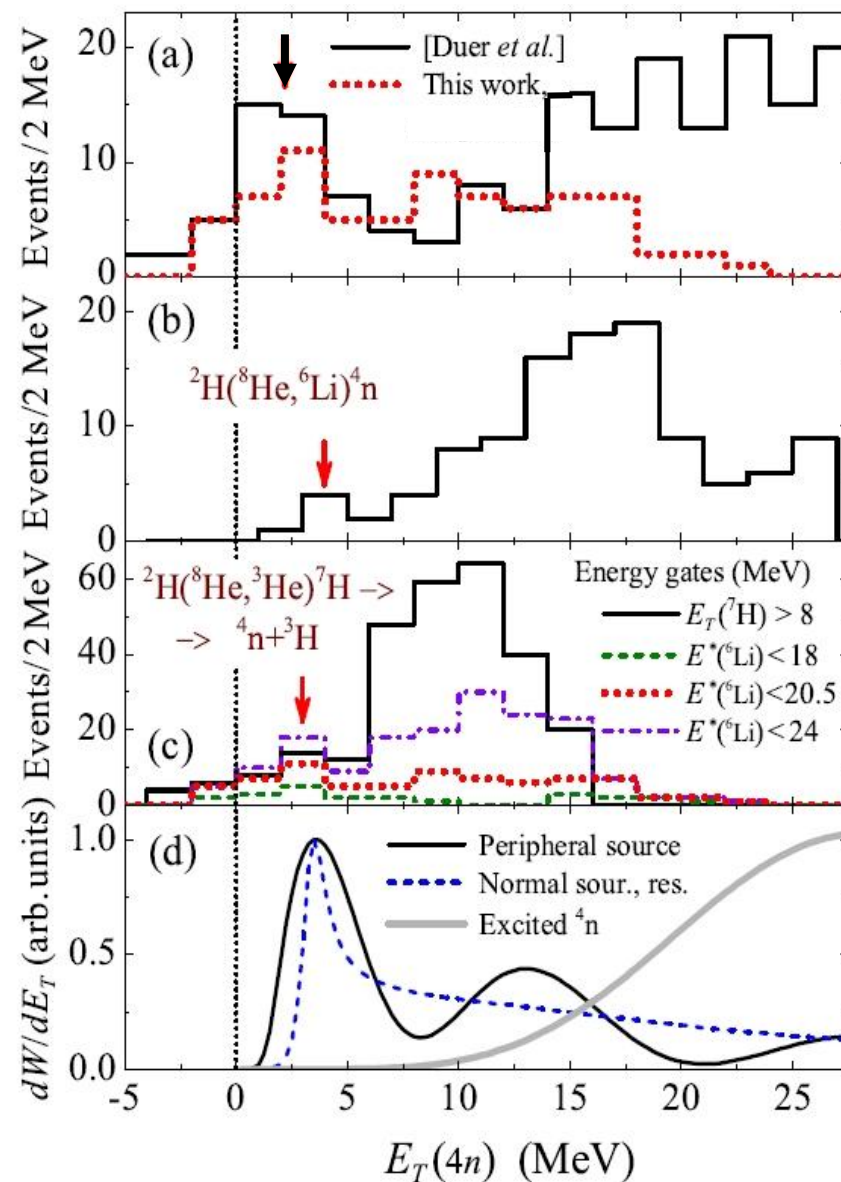 (a)
[Duer et al.]
This work,
Events/2 MeV
20
10
0
(b)
²H(⁸He,⁶Li)⁴n
Events/2 MeV
20
10
0
²H(⁸He,³He)⁷H –>
–> ⁴n+³H
(c)
Energy gates (MeV)
E_T(⁷H) > 8
E*(⁶Li)<18
E*(⁶Li)<20.5
E*(⁶Li)<24
Events/2 MeV
60
40
20
0
(d)
Peripheral source
Normal sour., res.
Excited ⁴n
dW/dE_T (arb.units)
1.0
0.5
0.0
-5 0 5 10 15 20 25
E_T(4n) (MeV)